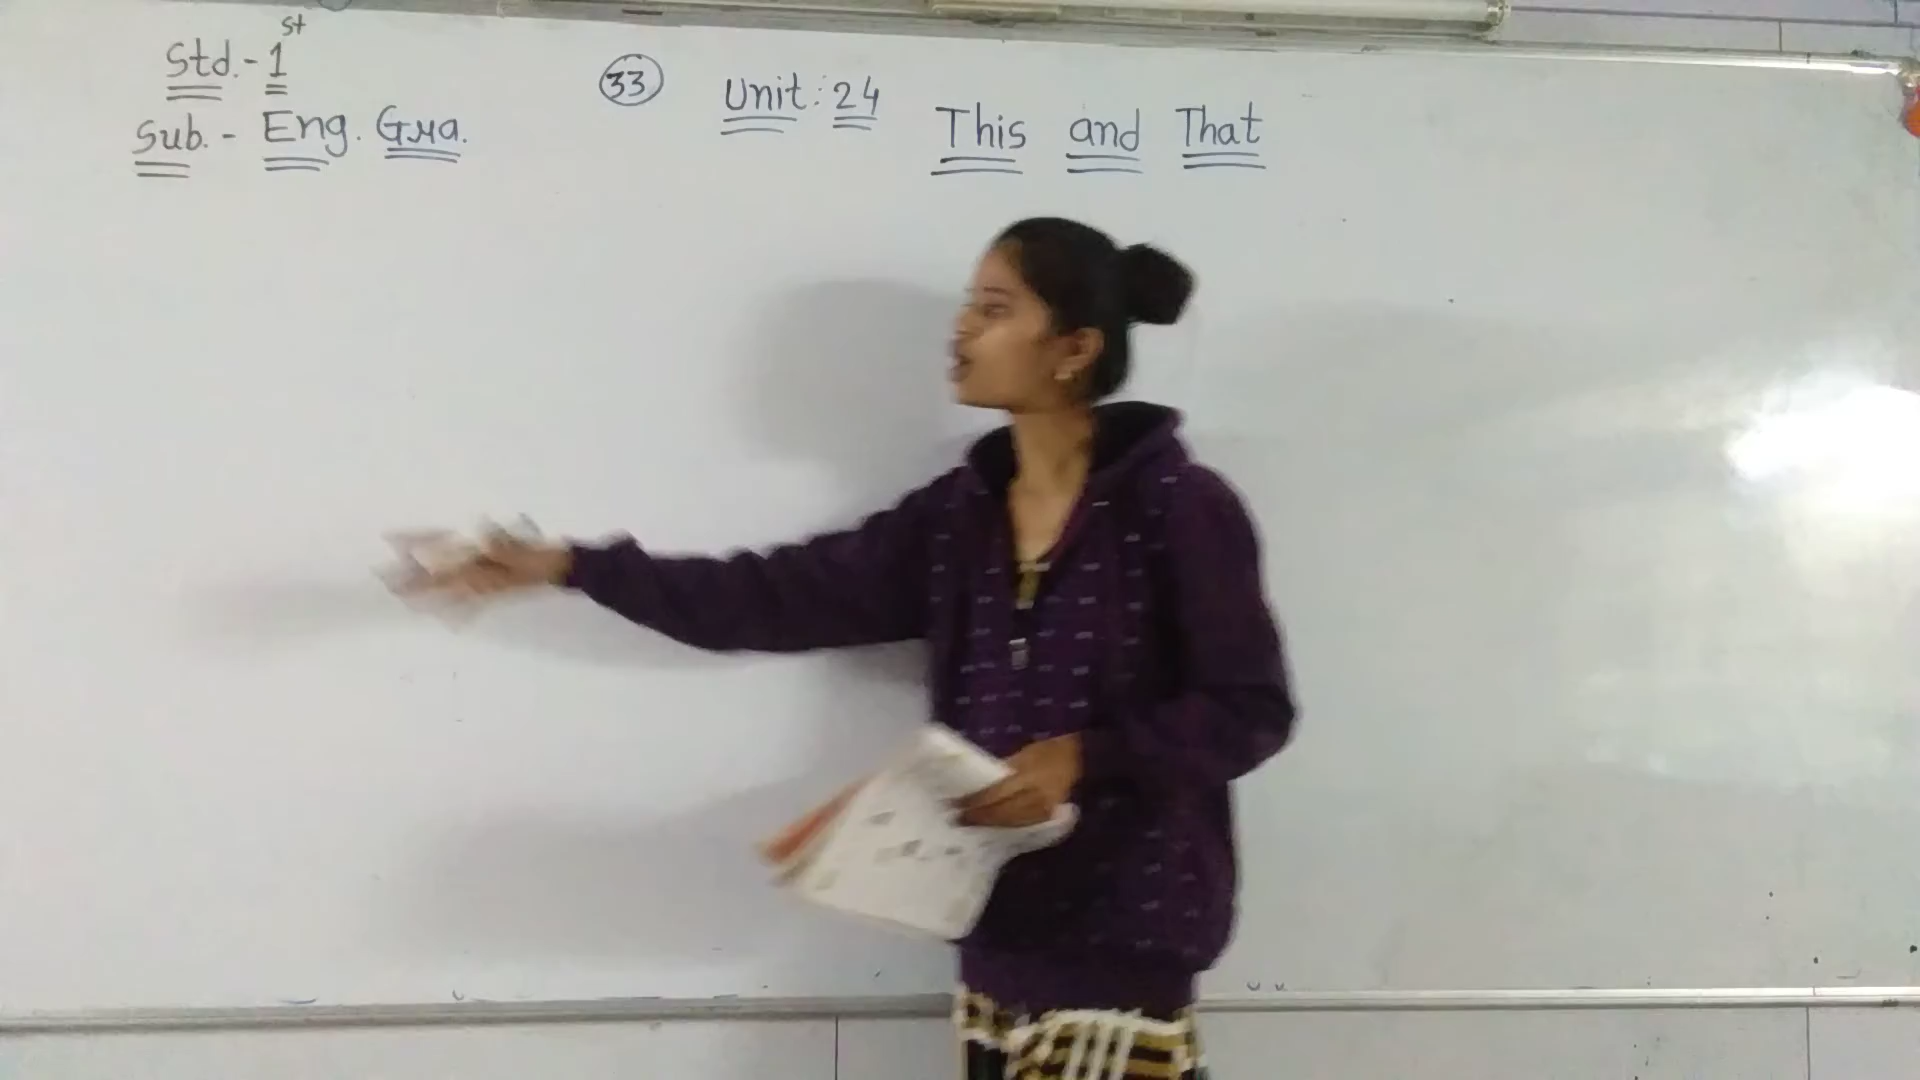 Std.- 1st
Sub. - Eng. Gra.
33 Unit: 24 This and That